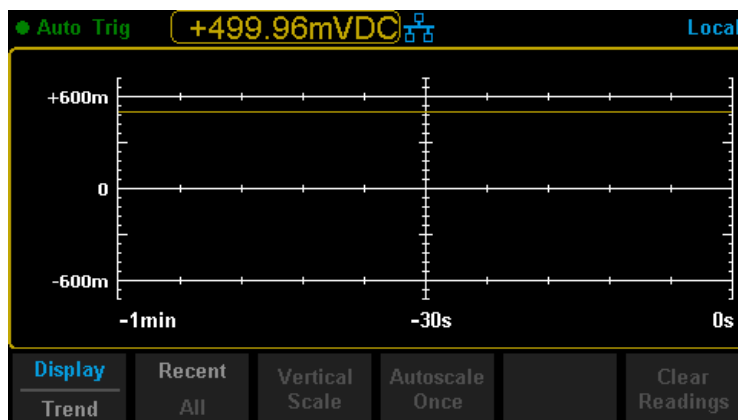 Auto Trig +499.96mVDC Local
+600m
0
-600m
-1min -30s 0s
Display Recent Vertical Autoscale Clear
Trend All Scale Once Readings